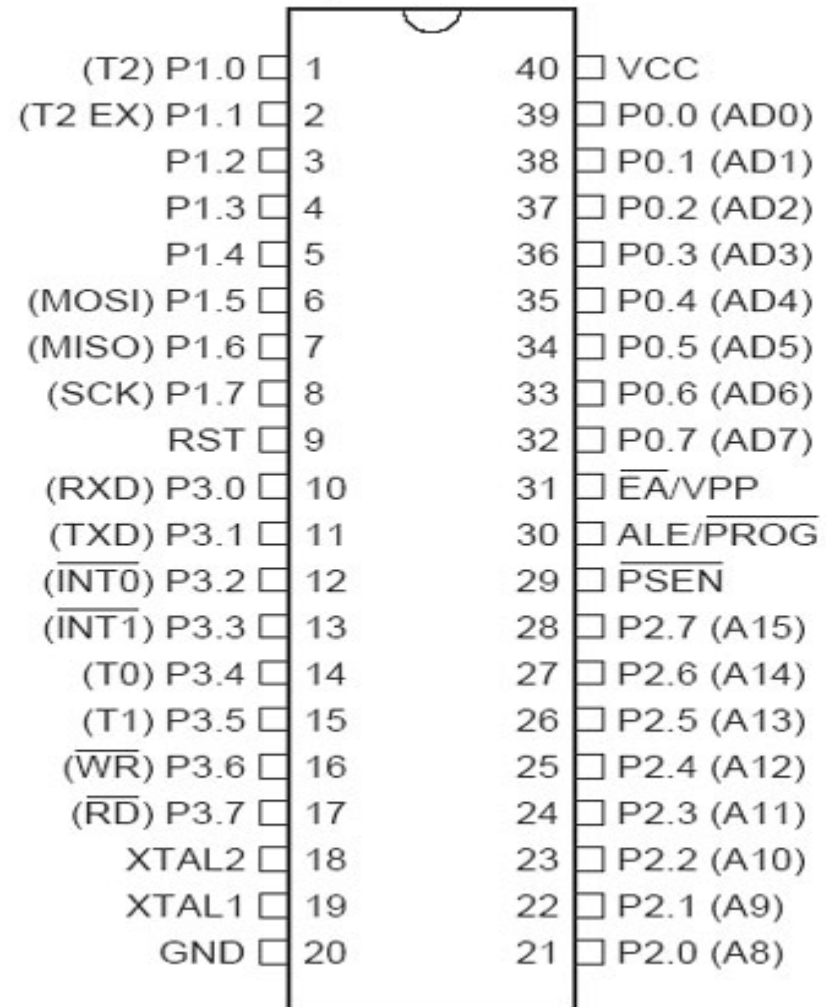 (T2) P1.0 1 40 VCC
(T2 EX) P1.1 2 39 P0.0 (AD0)
P1.2 3 38 P0.1 (AD1)
P1.3 4 37 P0.2 (AD2)
P1.4 5 36 P0.3 (AD3)
(MOSI) P1.5 6 35 P0.4 (AD4)
(MISO) P1.6 7 34 P0.5 (AD5)
(SCK) P1.7 8 33 P0.6 (AD6)
RST 9 32 P0.7 (AD7)
(RXD) P3.0 10 31 E̅A̅/VPP
(TXD) P3.1 11 30 ALE/P̅R̅O̅G̅
(I̅N̅T̅0̅) P3.2 12 29 P̅S̅E̅N̅
(I̅N̅T̅1̅) P3.3 13 28 P2.7 (A15)
(T0) P3.4 14 27 P2.6 (A14)
(T1) P3.5 15 26 P2.5 (A13)
(W̅R̅) P3.6 16 25 P2.4 (A12)
(R̅D̅) P3.7 17 24 P2.3 (A11)
XTAL2 18 23 P2.2 (A10)
XTAL1 19 22 P2.1 (A9)
GND 20 21 P2.0 (A8)